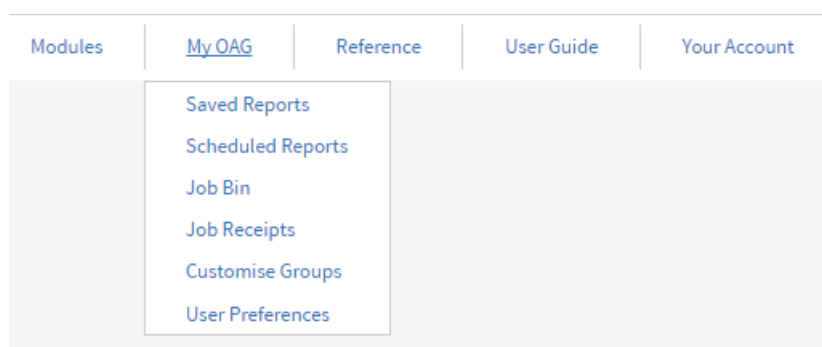 Modules My OAG Reference User Guide Your Account
Saved Reports
Scheduled Reports
Job Bin
Job Receipts
Customise Groups
User Preferences